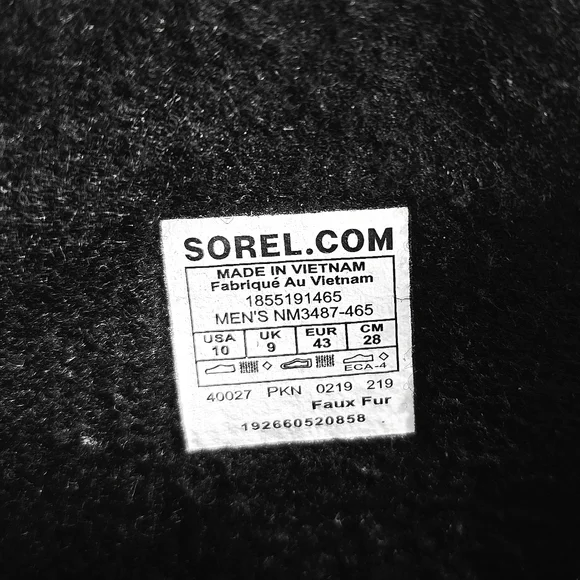 SOREL.COM
MADE IN VIETNAM
Fabriqué Au Vietnam
1855191465
MEN'S NM3487-465
USA UK EUR CM
10 9 43 28
ECA-4
40027 PKN 0219 219
Faux Fur
192660520858